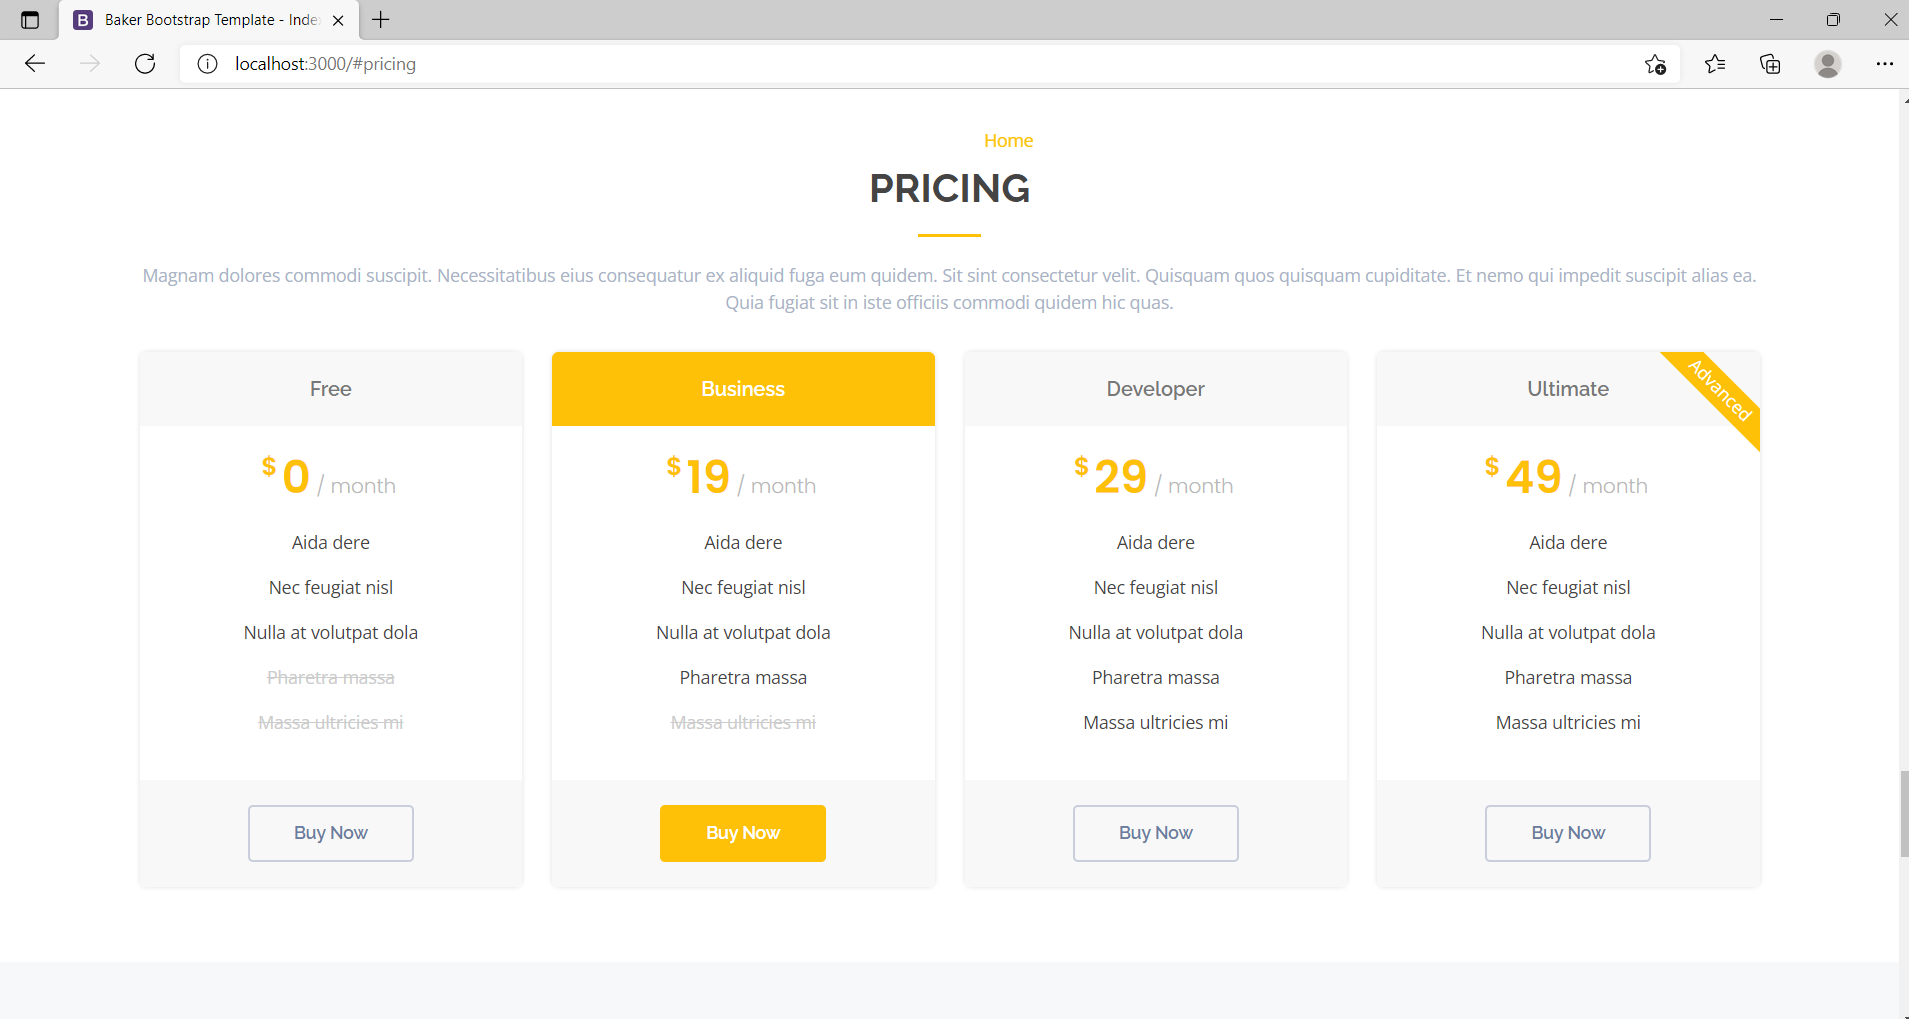 Baker Bootstrap Template - Inde
localhost:3000/#pricing
Home
PRICING
Magnam dolores commodi suscipit. Necessitatibus eius consequatur ex aliquid fuga eum quidem. Sit sint consectetur velit. Quisquam quos quisquam cupiditate. Et nemo qui impedit suscipit alias ea.
Quia fugiat sit in iste officiis commodi quidem hic quas.
Free
$0 / month
Aida dere
Nec feugiat nisl
Nulla at volutpat dola
Pharetra massa
Massa ultricies mi
Buy Now
Business
$19 / month
Aida dere
Nec feugiat nisl
Nulla at volutpat dola
Pharetra massa
Massa ultricies mi
Buy Now
Developer
$29 / month
Aida dere
Nec feugiat nisl
Nulla at volutpat dola
Pharetra massa
Massa ultricies mi
Buy Now
Ultimate
Advanced
$49 / month
Aida dere
Nec feugiat nisl
Nulla at volutpat dola
Pharetra massa
Massa ultricies mi
Buy Now